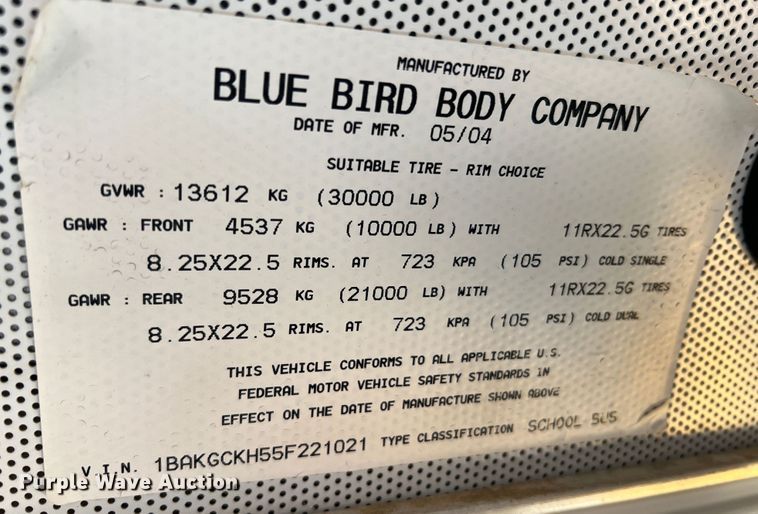 MANUFACTURED BY
BLUE BIRD BODY COMPANY
DATE OF MFR. 05/04
SUITABLE TIRE - RIM CHOICE
GVWR : 13612 KG (30000 LB)
GAWR : FRONT 4537 KG (10000 LB) WITH 11RX22.5G TIRES
8.25X22.5 RIMS. AT 723 KPA (105 PSI) COLD SINGLE
GAWR : REAR 9528 KG (21000 LB) WITH 11RX22.5G TIRES
8.25X22.5 RIMS. AT 723 KPA (105 PSI) COLD DUAL
THIS VEHICLE CONFORMS TO ALL APPLICABLE U.S.
FEDERAL MOTOR VEHICLE SAFETY STANDARDS IN
EFFECT ON THE DATE OF MANUFACTURE SHOWN ABOVE
V.I.N. 1BAKGCKH55F221021 TYPE CLASSIFICATION SCHOOL BUS
Purple Wave Auction